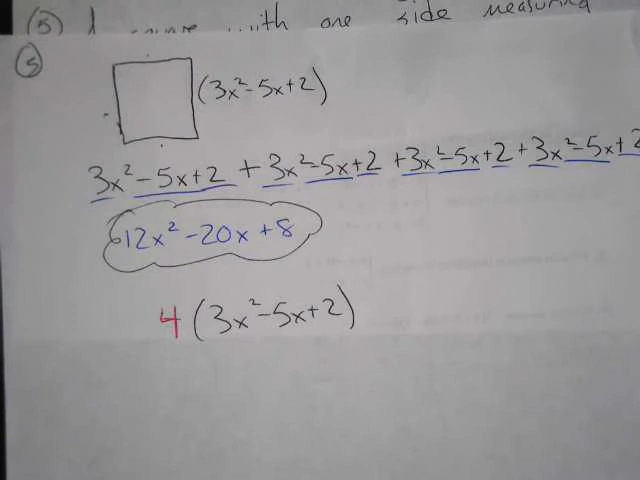 (5) A square with one side measuring
(5)
(3x²-5x+2)
3x²-5x+2 + 3x²-5x+2 +3x²-5x+2+3x²-5x+2
12x²-20x+8
4(3x²-5x+2)